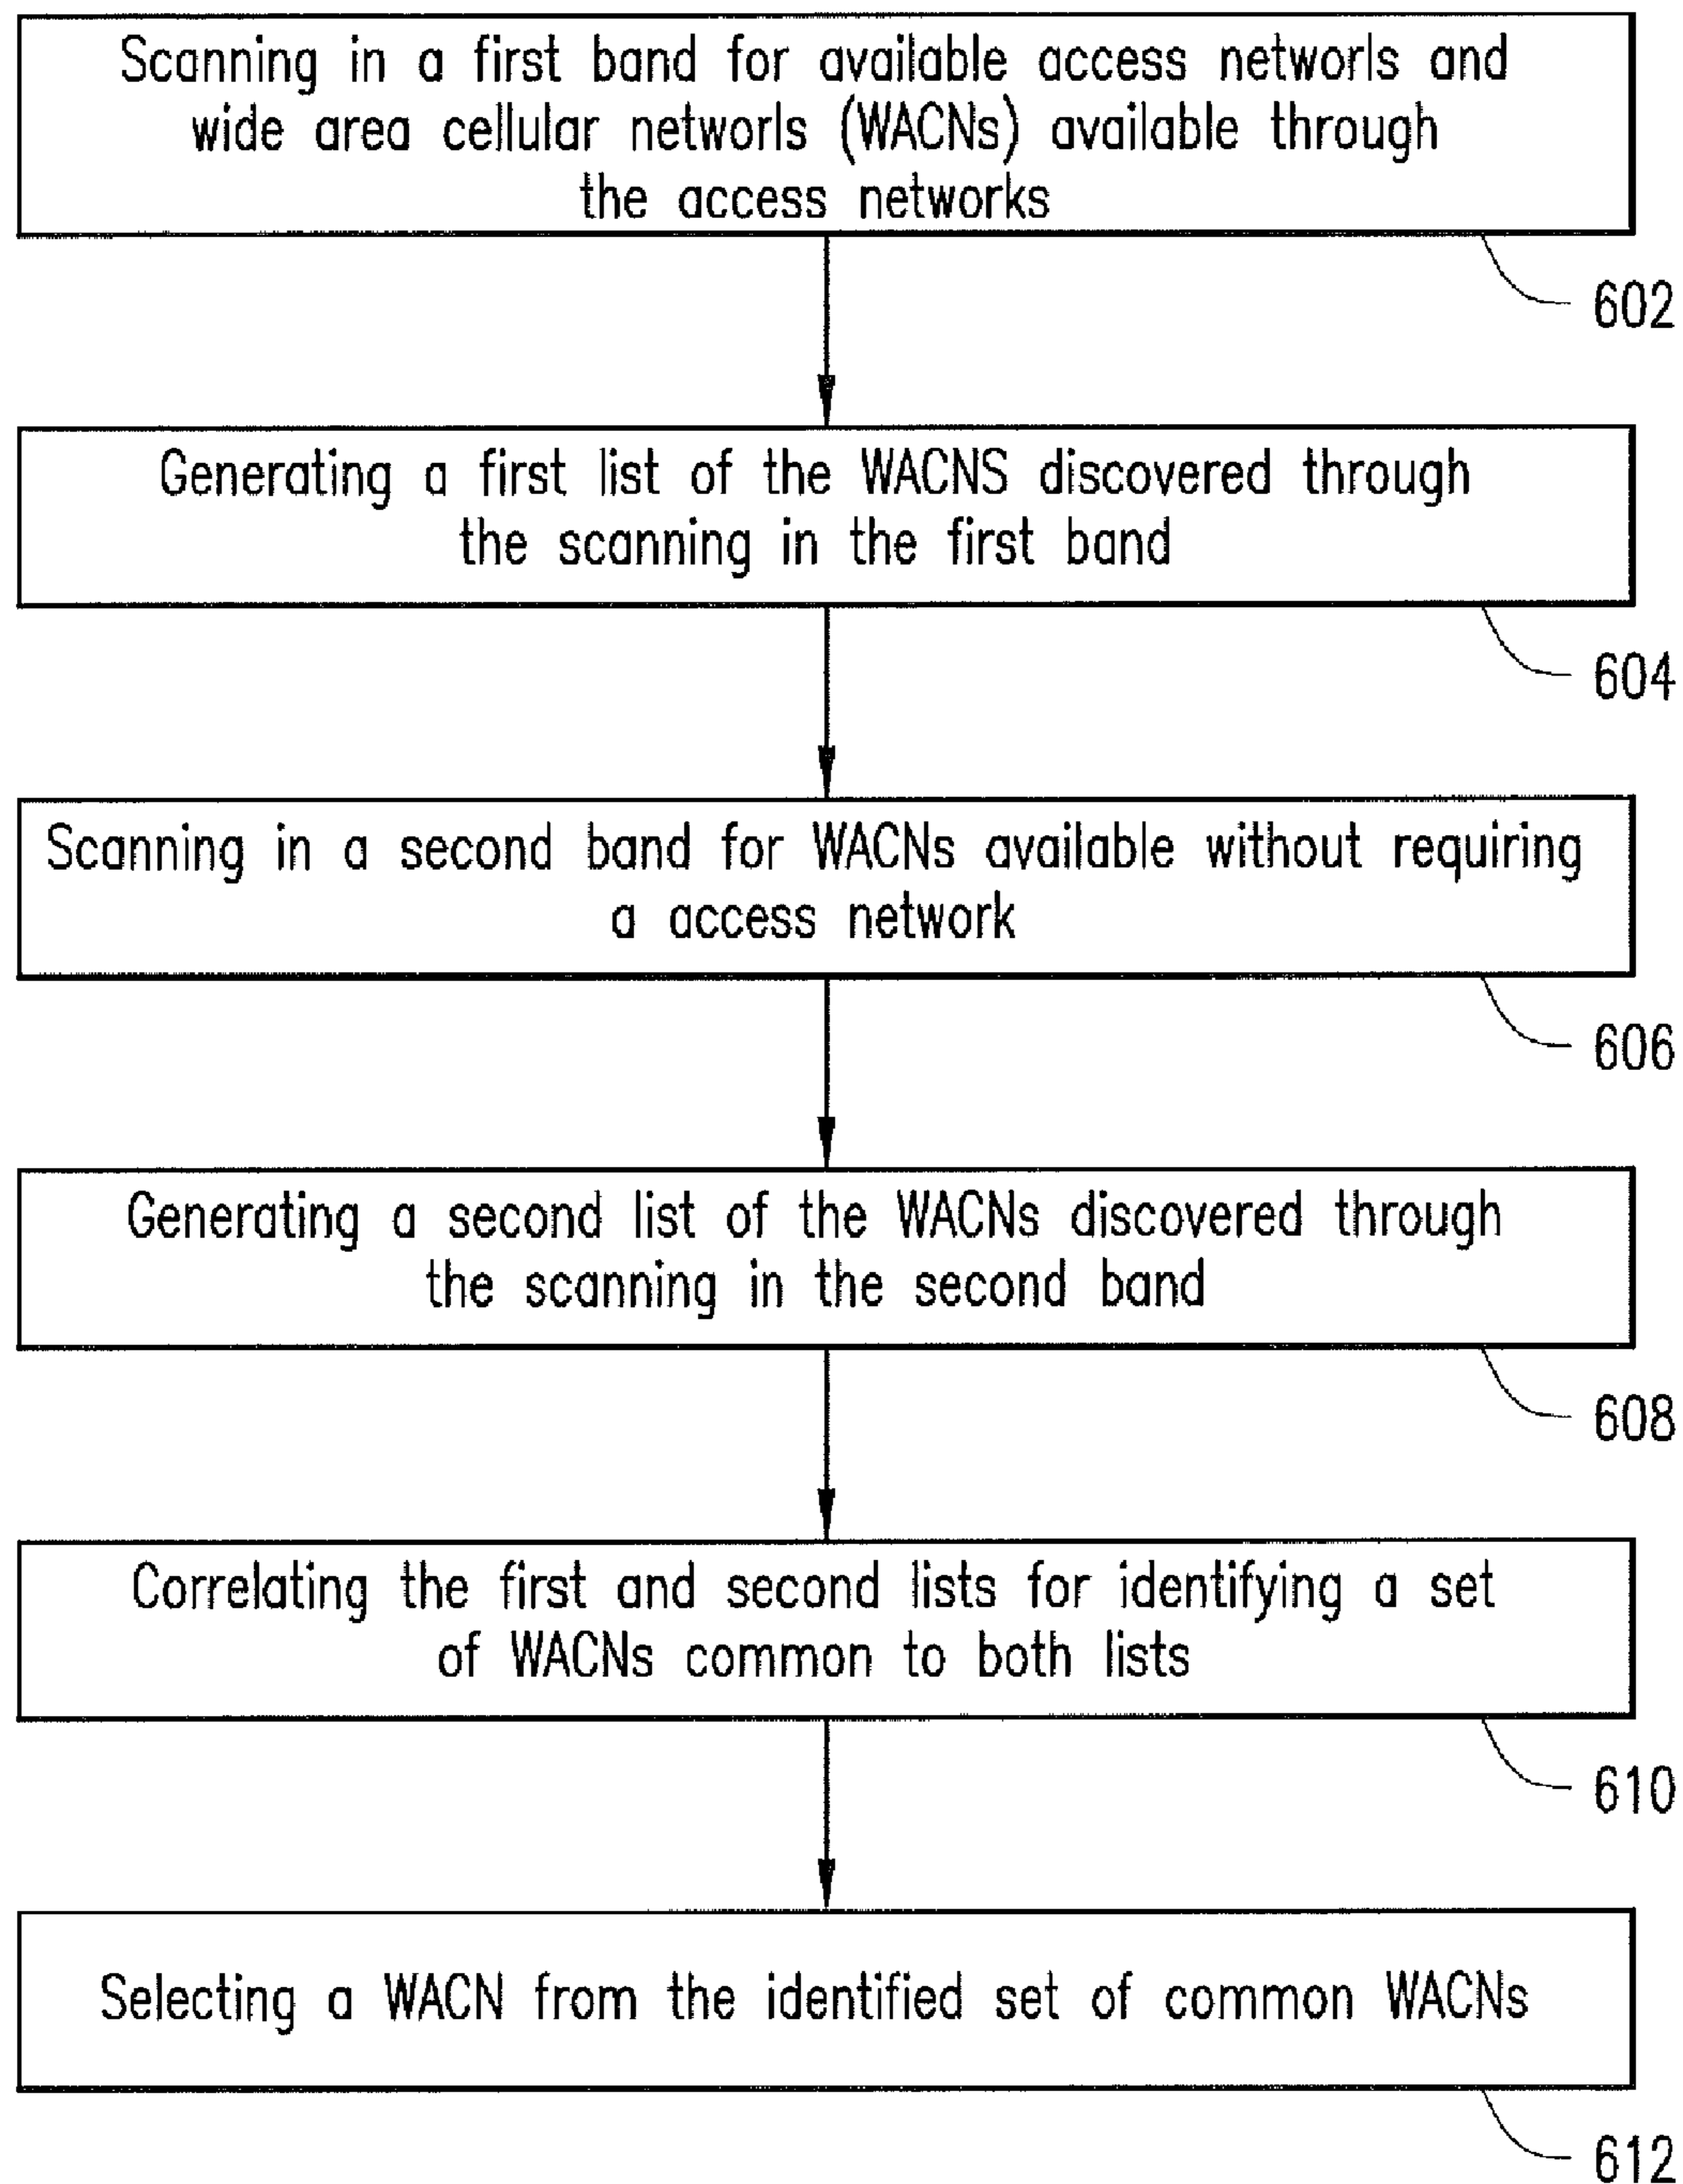 Scanning in a first band for available access networls and
wide area cellular networls (WACNs) available through
the access networks
602
Generating a first list of the WACNS discovered through
the scanning in the first band
604
Scanning in a second band for WACNs available without requiring
a access network
606
Generating a second list of the WACNs discovered through
the scanning in the second band
608
Correlating the first and second lists for identifying a set
of WACNs common to both lists
610
Selecting a WACN from the identified set of common WACNs
612